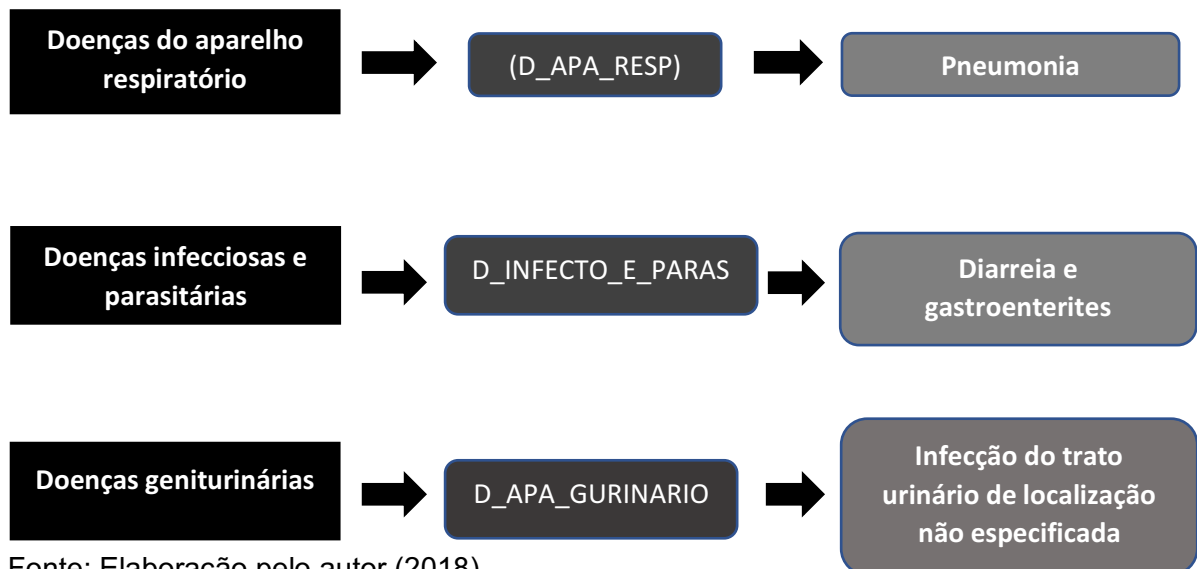 Doenças do aparelho
respiratório
(D_APA_RESP)
Pneumonia
Doenças infecciosas e
parasitárias
D_INFECTO_E_PARAS
Diarreia e
gastroenterites
Doenças geniturinárias
D_APA_GURINARIO
Infecção do trato
urinário de localização
não especificada
Fonte: Elaboração pelo autor (2018)